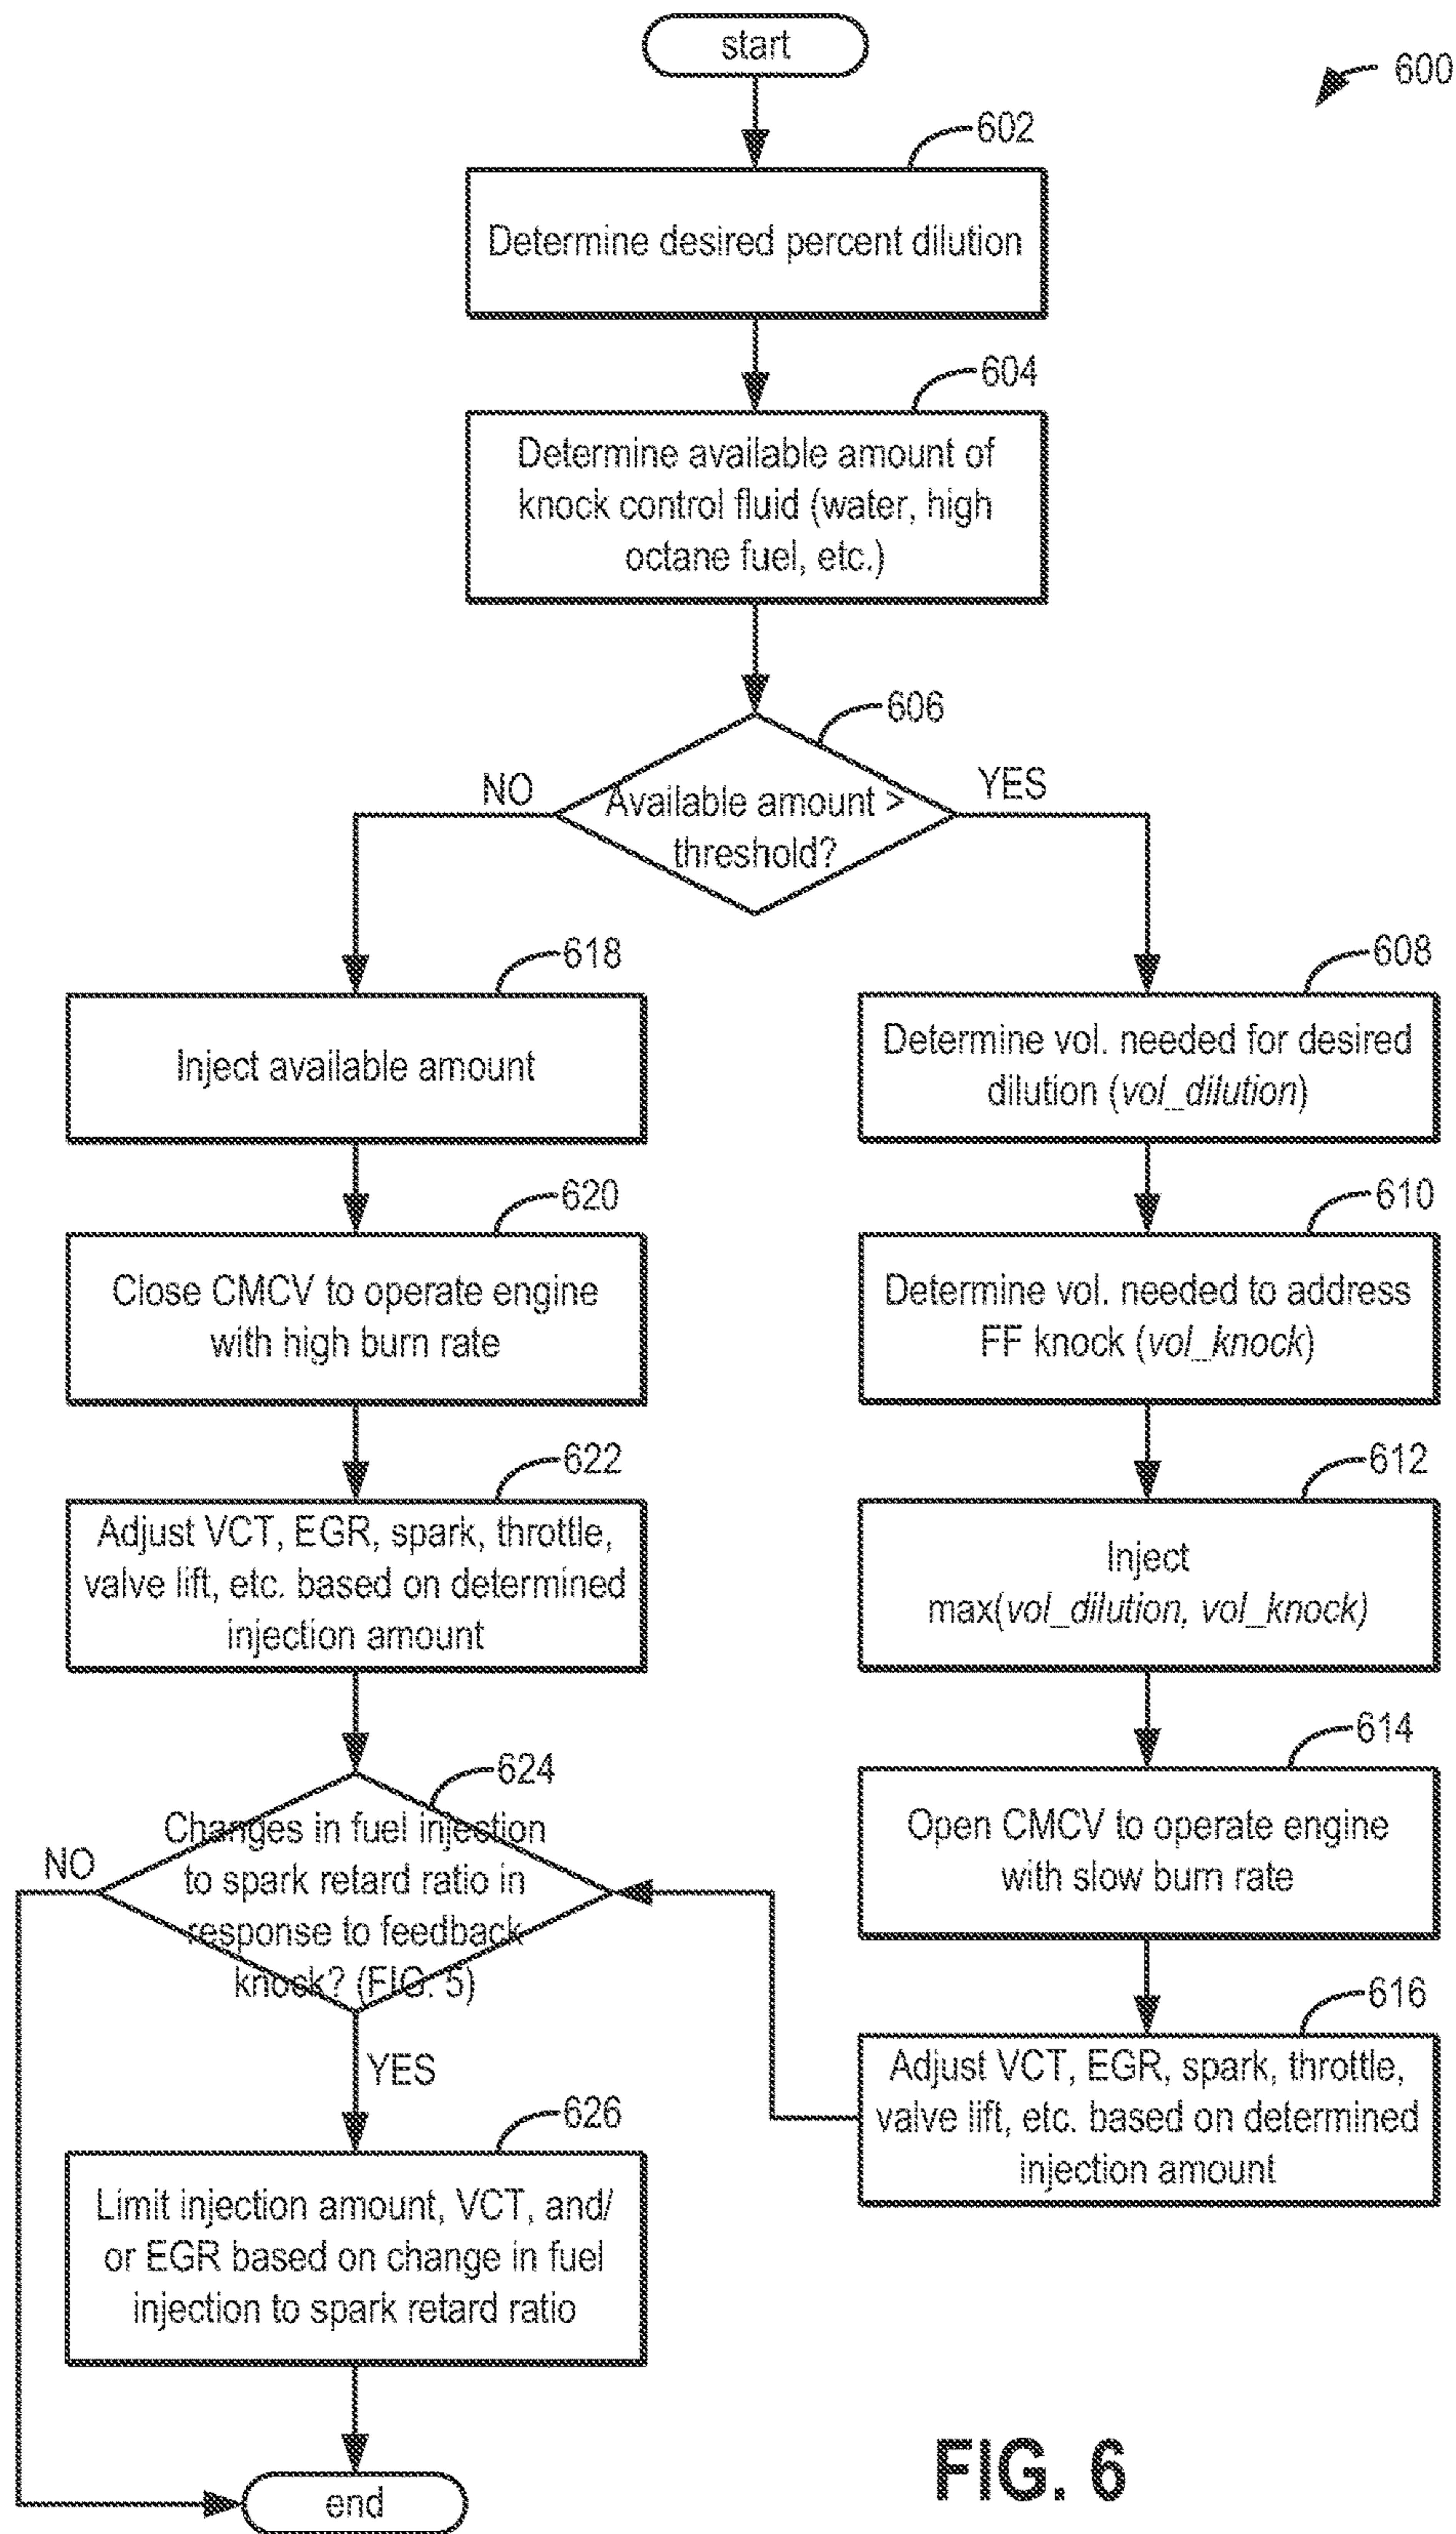 start
600
602
Determine desired percent dilution
604
Determine available amount of
knock control fluid (water, high
octane fuel, etc.)
606
NO
YES
Available amount >
threshold?
618
Inject available amount
620
Close CMCV to operate engine
with high burn rate
622
Adjust VCT, EGR, spark, throttle,
valve lift, etc. based on determined
injection amount
608
Determine vol. needed for desired
dilution (vol_dilution)
610
Determine vol. needed to address
FF knock (vol_knock)
612
Inject
max(vol_dilution, vol_knock)
614
Open CMCV to operate engine
with slow burn rate
616
Adjust VCT, EGR, spark, throttle,
valve lift, etc. based on determined
injection amount
624
Changes in fuel injection
to spark retard ratio in
response to feedback
knock? (FIG. 5)
NO
YES
626
Limit injection amount, VCT, and/
or EGR based on change in fuel
injection to spark retard ratio
end
FIG. 6